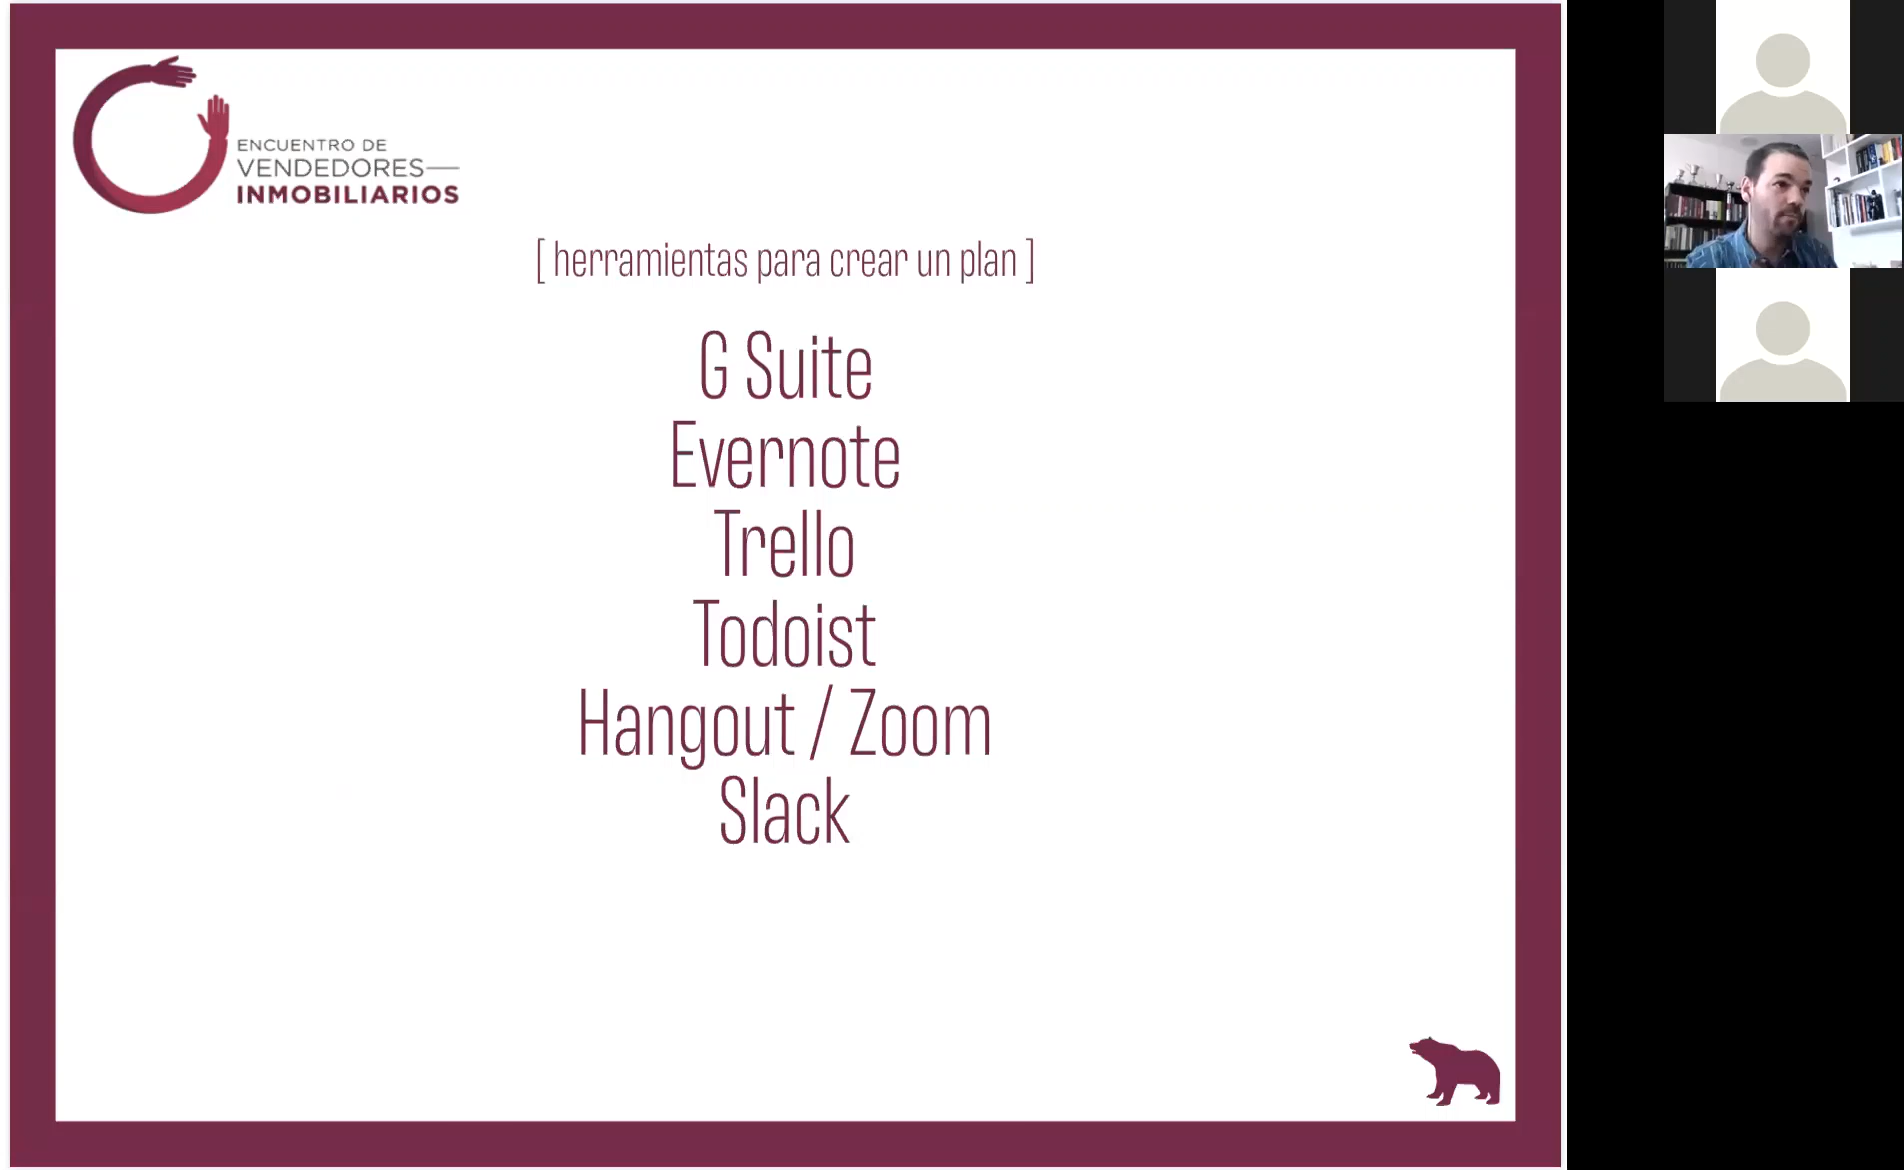 ENCUENTRO DE
VENDEDORES
INMOBILIARIOS
[ herramientas para crear un plan ]
G Suite
Evernote
Trello
Todoist
Hangout / Zoom
Slack